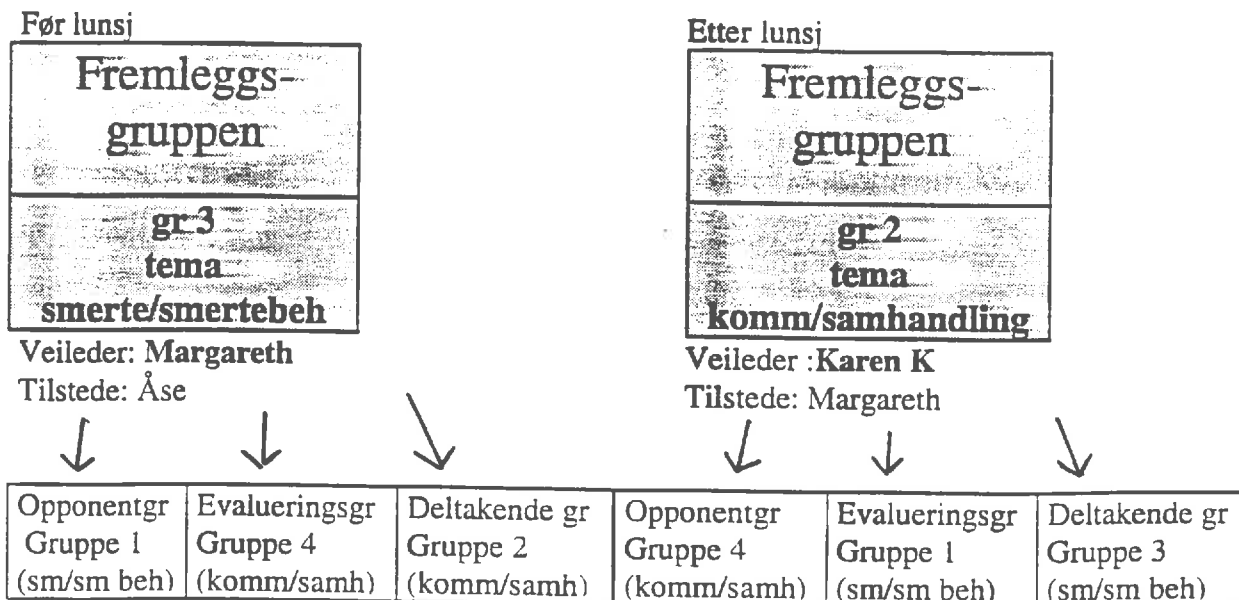 Før lunsj
Fremleggs-
gruppen
gr 3
tema
smerte/smertebeh
Veileder: Margareth
Tilstede: Åse
Etter lunsj
Fremleggs-
gruppen
gr 2
tema
komm/samhandling
Veileder :Karen K
Tilstede: Margareth
Opponentgr
Gruppe 1
(sm/sm beh)
Evalueringsgr
Gruppe 4
(komm/samh)
Deltakende gr
Gruppe 2
(komm/samh)
Opponentgr
Gruppe 4
(komm/samh)
Evalueringsgr
Gruppe 1
(sm/sm beh)
Deltakende gr
Gruppe 3
(sm/sm beh)